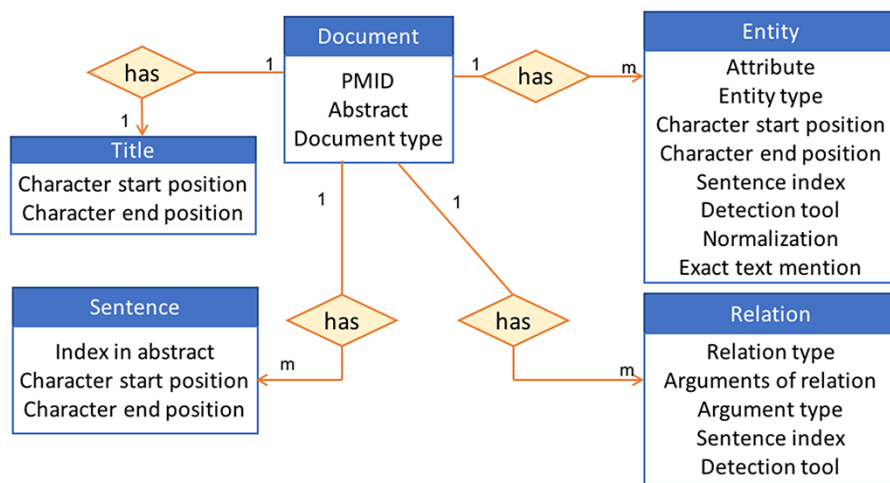 Document
PMID
Abstract
Document type
has
1
1
Title
Character start position
Character end position
1
has
m
Entity
Attribute
Entity type
Character start position
Character end position
Sentence index
Detection tool
Normalization
Exact text mention
1
has
m
Sentence
Index in abstract
Character start position
Character end position
1
has
m
Relation
Relation type
Arguments of relation
Argument type
Sentence index
Detection tool